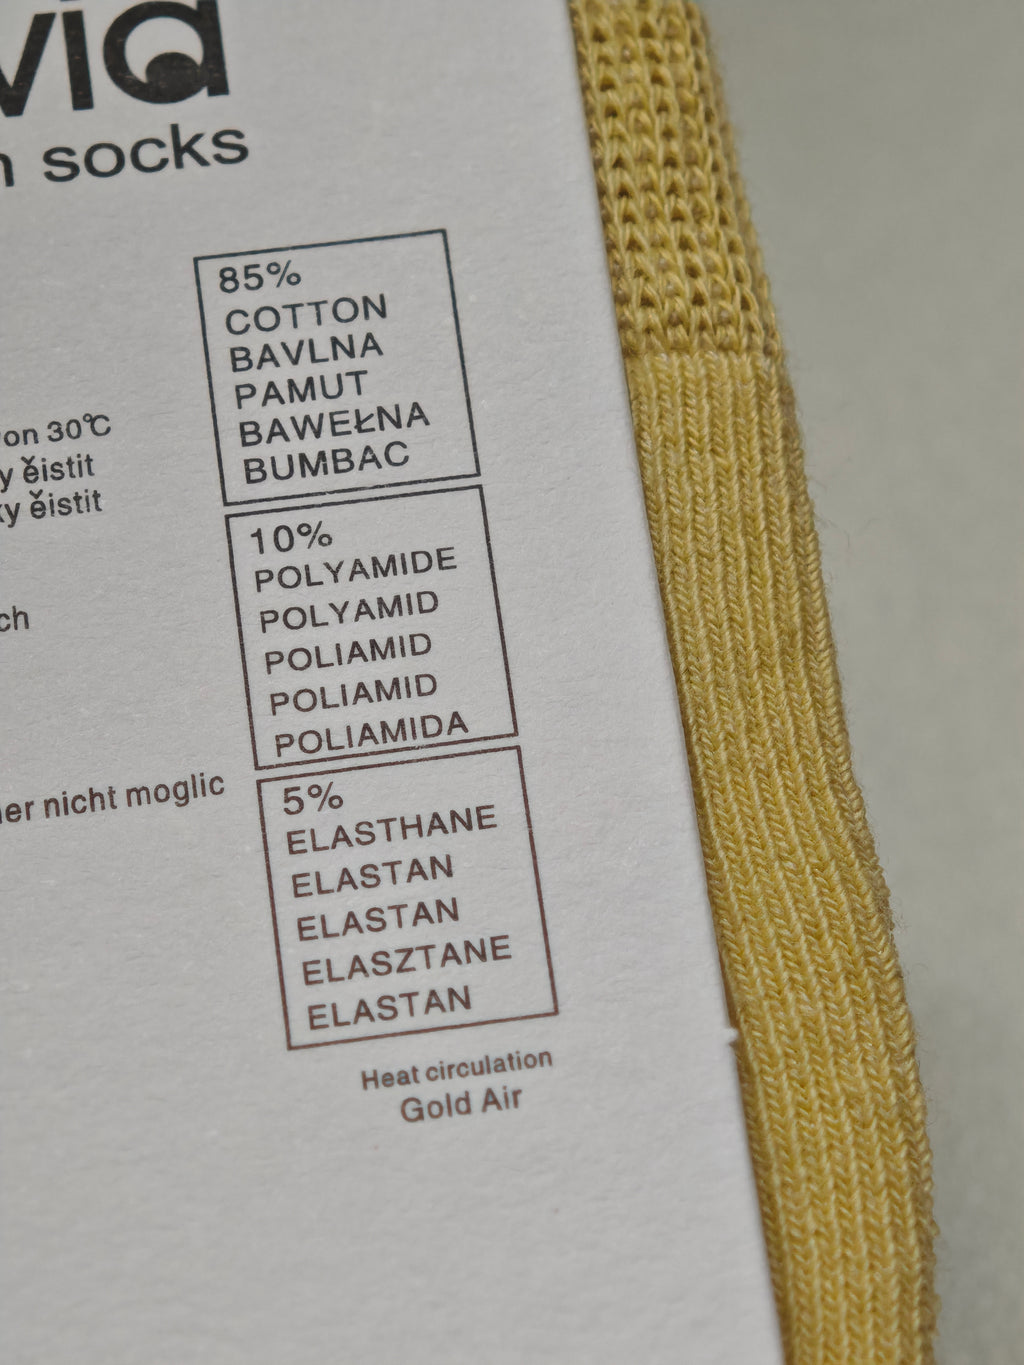 via
n socks
85%
COTTON
BAVLNA
PAMUT
BAWEŁNA
BUMBAC
on 30℃
y ěistit
ky ěistit
10%
POLYAMIDE
POLYAMID
POLIAMID
POLIAMID
POLIAMIDA
ch
er nicht moglic
5%
ELASTHANE
ELASTAN
ELASTAN
ELASZTANE
ELASTAN
Heat circulation
Gold Air